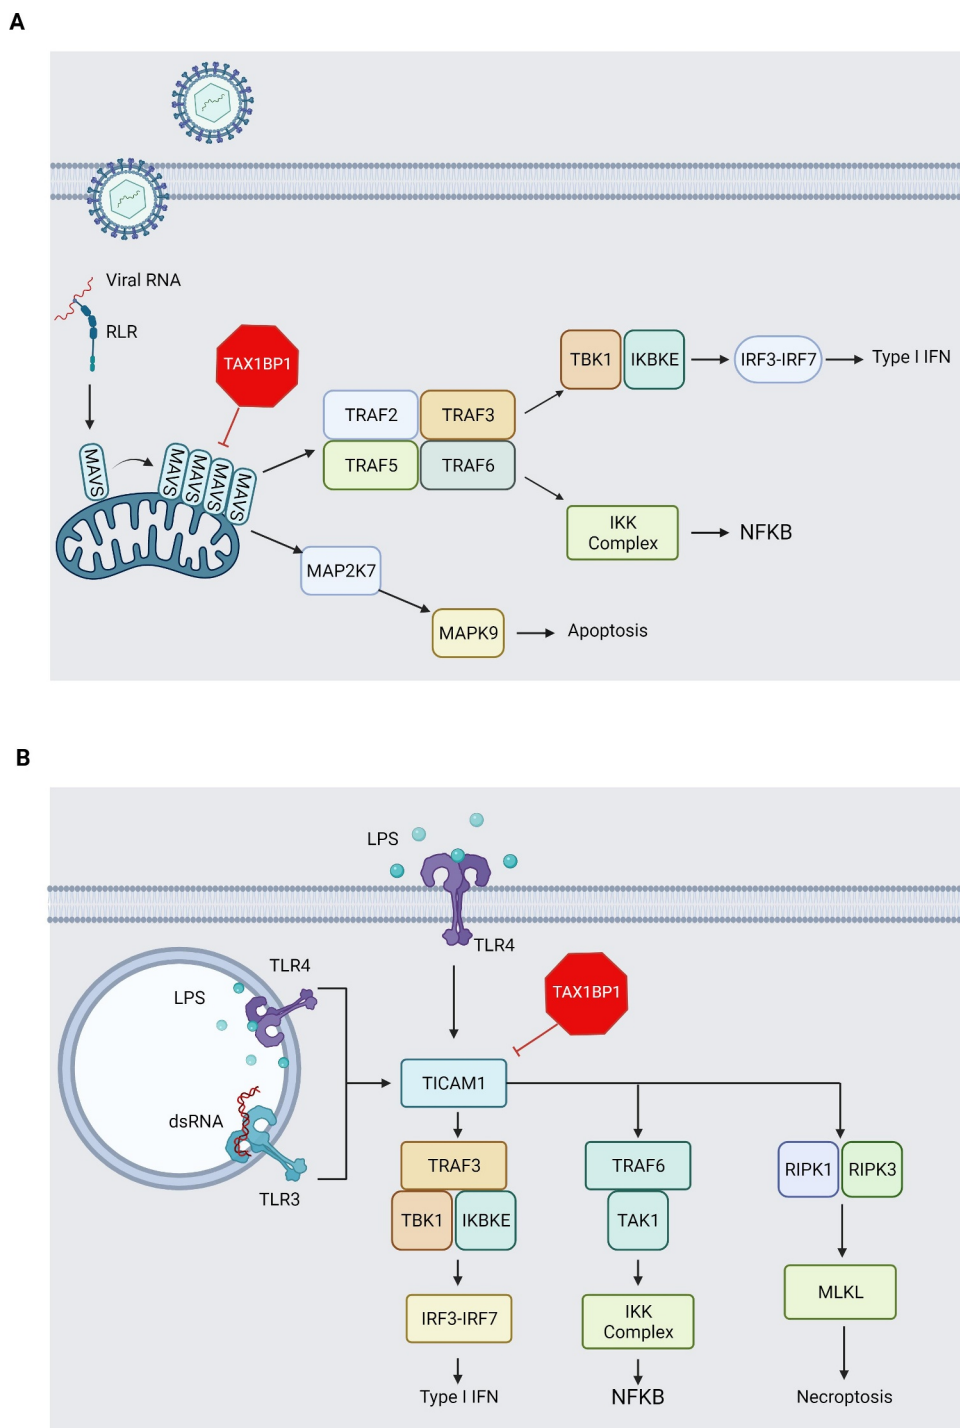 A
Viral RNA
RLR
TAX1BP1
MAVS
MAVS
MAVS
MAVS
MAVS
TRAF2
TRAF3
TRAF5
TRAF6
TBK1
IKBKE
IRF3-IRF7
Type I IFN
IKK
Complex
NFKB
MAP2K7
MAPK9
Apoptosis
B
LPS
TLR4
TLR4
LPS
dsRNA
TLR3
TAX1BP1
TICAM1
TRAF3
TBK1
IKBKE
IRF3-IRF7
Type I IFN
TRAF6
TAK1
IKK
Complex
NFKB
RIPK1
RIPK3
MLKL
Necroptosis